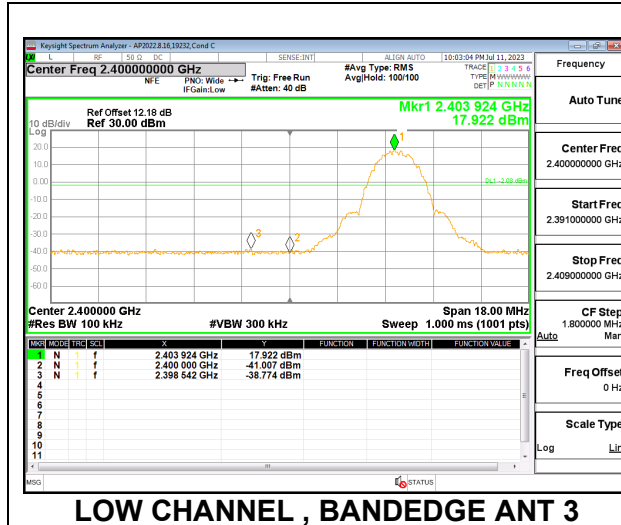 Keysight Spectrum Analyzer - AP2022.8.16,19232,Cond C
L RF 50 Ω DC SENSE:INT ALIGN AUTO 10:03:04 PM Jul 11, 2023
Center Freq 2.400000000 GHz
NFE PNO: Wide Trig: Free Run
IFGain:Low #Atten: 40 dB
#Avg Type: RMS
Avg|Hold: 100/100
TRACE 1 2 3 4 5 6
TYPE M WWWWW
DET P N N N N N
Ref Offset 12.18 dB
Ref 30.00 dBm
10 dB/div
Log
Mkr1 2.403 924 GHz
17.922 dBm
20.0
10.0
0.00
-10.0
-20.0
-30.0
-40.0
-50.0
-60.0
1
2
3
DL1 -2.08 dBm
Center 2.400000 GHz Span 18.00 MHz
#Res BW 100 kHz #VBW 300 kHz Sweep 1.000 ms (1001 pts)
MKR MODE TRC SCL X Y FUNCTION FUNCTION WIDTH FUNCTION VALUE
1 N 1 f 2.403 924 GHz 17.922 dBm
2 N 1 f 2.400 000 GHz -41.007 dBm
3 N 1 f 2.398 542 GHz -38.774 dBm
4
5
6
7
8
9
10
11
MSG STATUS
Frequency
Auto Tune
Center Freq
2.400000000 GHz
Start Freq
2.391000000 GHz
Stop Freq
2.409000000 GHz
CF Step
1.800000 MHz
Auto Man
Freq Offset
0 Hz
Scale Type
Log Lin
LOW CHANNEL , BANDEDGE ANT 3